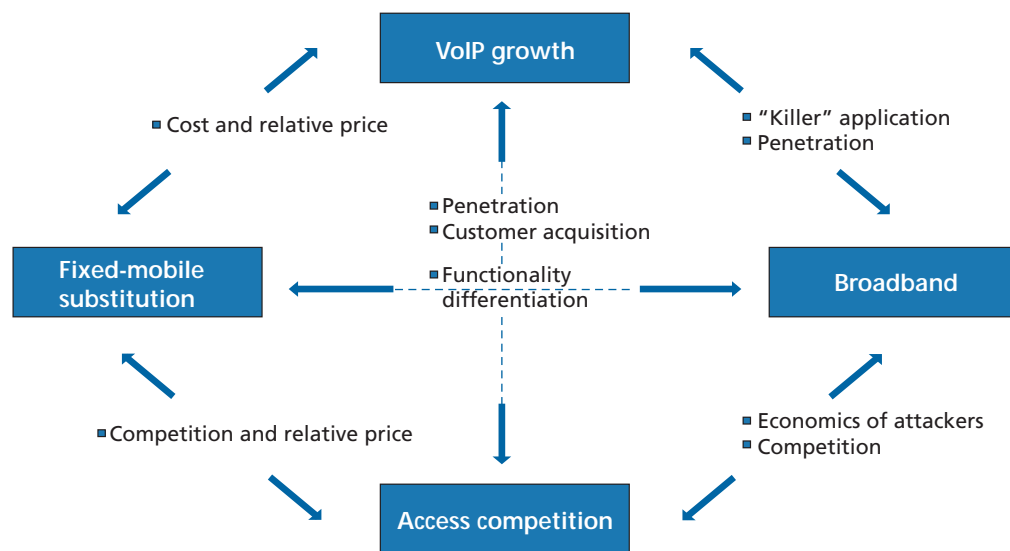 VoIP growth
Cost and relative price
“Killer” application
Penetration
Penetration
Customer acquisition
Functionality
differentiation
Fixed-mobile
substitution
Broadband
Competition and relative price
Economics of attackers
Competition
Access competition